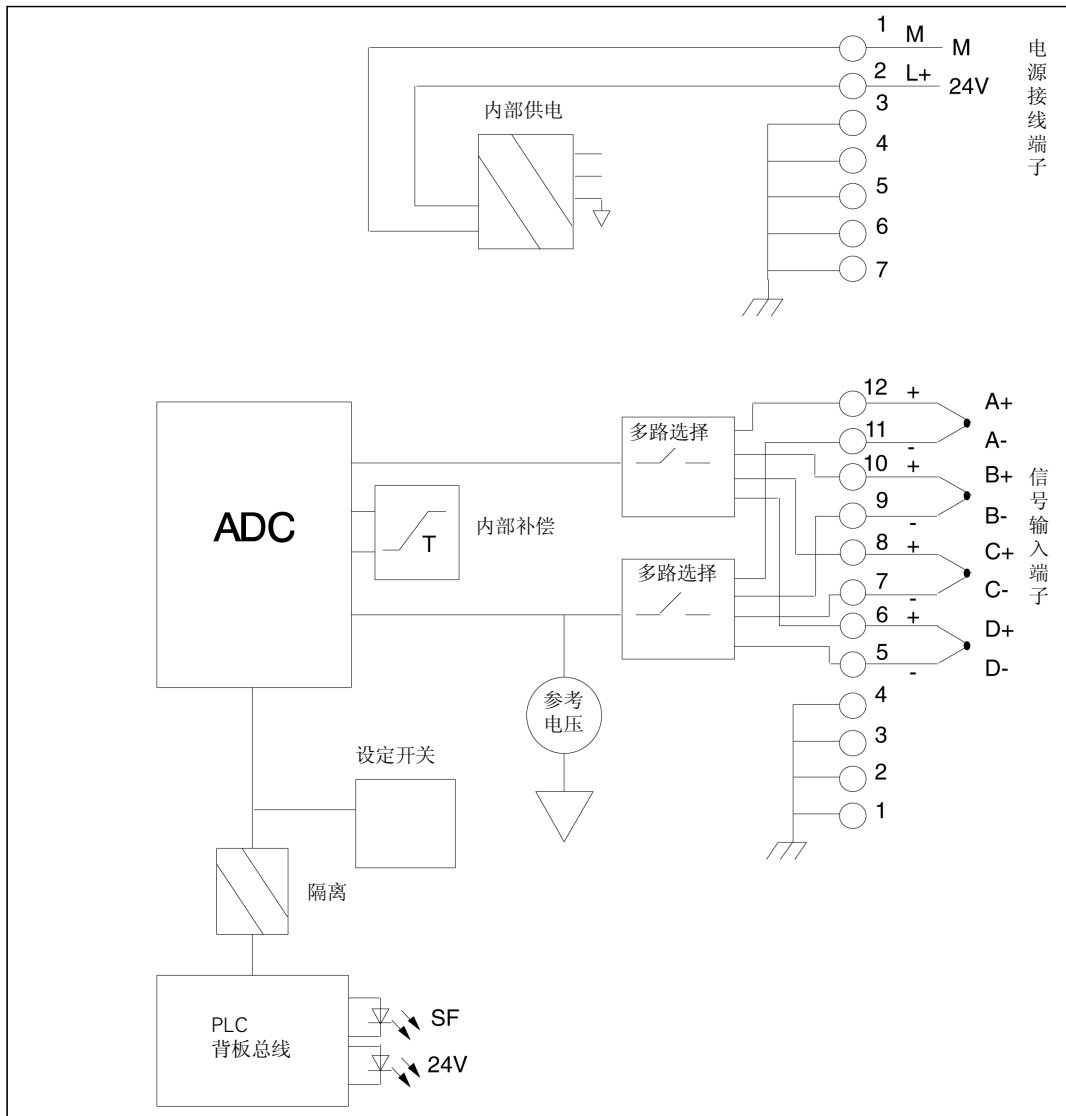 1 M M
2 L+ 24V
3
4
5
6
7
电源接线端子
内部供电
12 + A+
11 - A-
10 + B+
9 - B-
8 + C+
7 - C-
6 + D+
5 - D-
4
3
2
1
信号输入端子
多路选择
多路选择
ADC
T
内部补偿
参考
电压
设定开关
隔离
PLC
背板总线
SF
24V